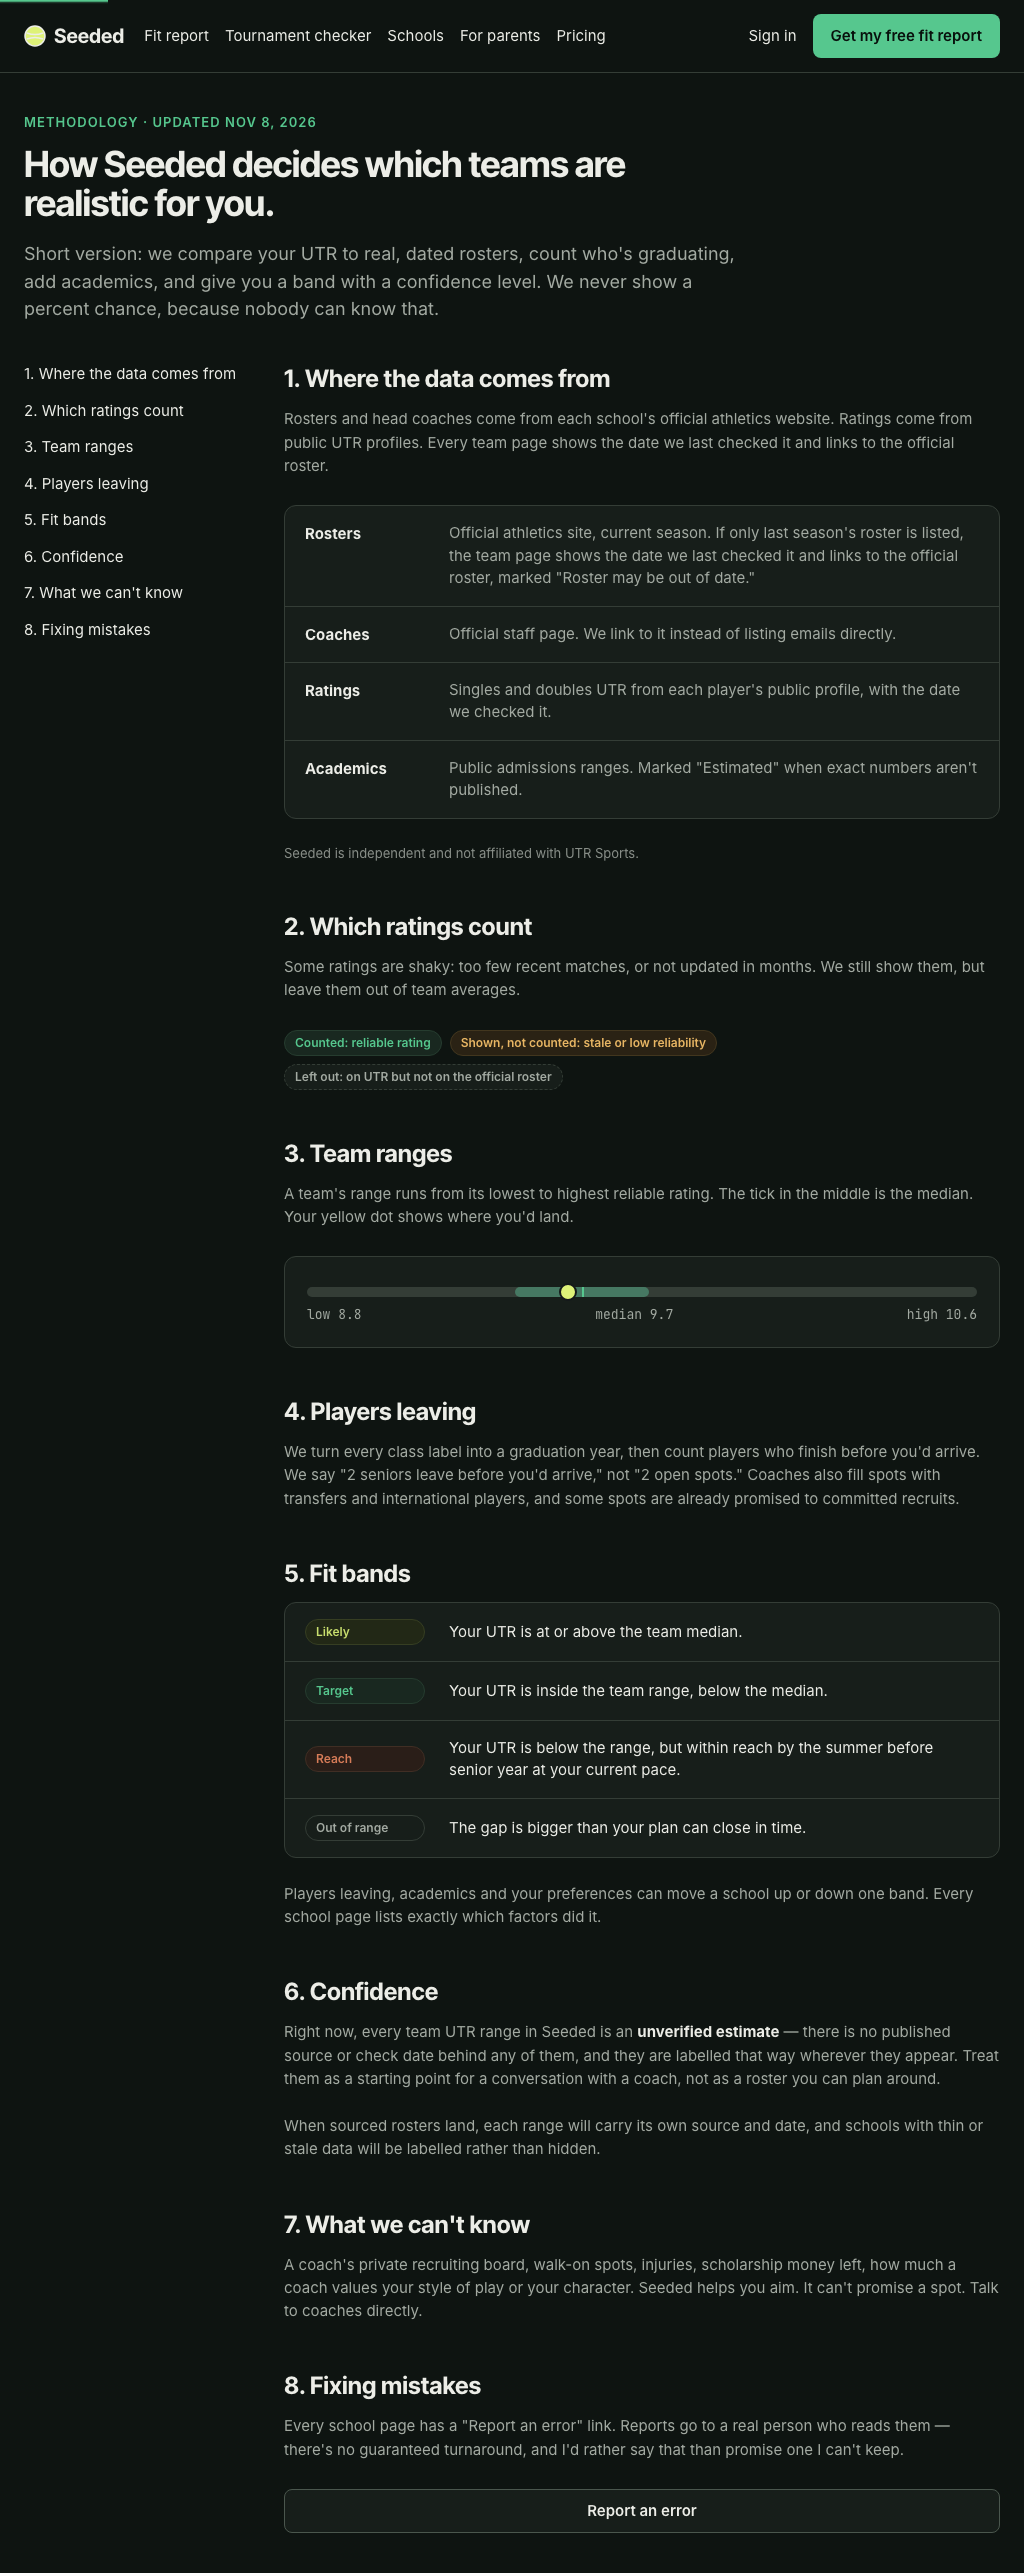 Seeded
Fit report
Tournament checker
Schools
For parents
Pricing
Sign in
Get my free fit report
METHODOLOGY · UPDATED NOV 8, 2026
How Seeded decides which teams are
realistic for you.
Short version: we compare your UTR to real, dated rosters, count who's graduating,
add academics, and give you a band with a confidence level. We never show a
percent chance, because nobody can know that.
1. Where the data comes from
2. Which ratings count
3. Team ranges
4. Players leaving
5. Fit bands
6. Confidence
7. What we can't know
8. Fixing mistakes
1. Where the data comes from
Rosters and head coaches come from each school's official athletics website. Ratings come from
public UTR profiles. Every team page shows the date we last checked it and links to the official
roster.
Rosters
Official athletics site, current season. If only last season's roster is listed,
the team page shows the date we last checked it and links to the official
roster, marked "Roster may be out of date."
Coaches
Official staff page. We link to it instead of listing emails directly.
Ratings
Singles and doubles UTR from each player's public profile, with the date
we checked it.
Academics
Public admissions ranges. Marked "Estimated" when exact numbers aren't
published.
Seeded is independent and not affiliated with UTR Sports.
2. Which ratings count
Some ratings are shaky: too few recent matches, or not updated in months. We still show them, but
leave them out of team averages.
Counted: reliable rating
Shown, not counted: stale or low reliability
Left out: on UTR but not on the official roster
3. Team ranges
A team's range runs from its lowest to highest reliable rating. The tick in the middle is the median.
Your yellow dot shows where you'd land.
low 8.8
median 9.7
high 10.6
4. Players leaving
We turn every class label into a graduation year, then count players who finish before you'd arrive.
We say "2 seniors leave before you'd arrive," not "2 open spots." Coaches also fill spots with
transfers and international players, and some spots are already promised to committed recruits.
5. Fit bands
Likely
Your UTR is at or above the team median.
Target
Your UTR is inside the team range, below the median.
Reach
Your UTR is below the range, but within reach by the summer before
senior year at your current pace.
Out of range
The gap is bigger than your plan can close in time.
Players leaving, academics and your preferences can move a school up or down one band. Every
school page lists exactly which factors did it.
6. Confidence
Right now, every team UTR range in Seeded is an unverified estimate — there is no published
source or check date behind any of them, and they are labelled that way wherever they appear. Treat
them as a starting point for a conversation with a coach, not as a roster you can plan around.
When sourced rosters land, each range will carry its own source and date, and schools with thin or
stale data will be labelled rather than hidden.
7. What we can't know
A coach's private recruiting board, walk-on spots, injuries, scholarship money left, how much a
coach values your style of play or your character. Seeded helps you aim. It can't promise a spot. Talk
to coaches directly.
8. Fixing mistakes
Every school page has a "Report an error" link. Reports go to a real person who reads them —
there's no guaranteed turnaround, and I'd rather say that than promise one I can't keep.
Report an error